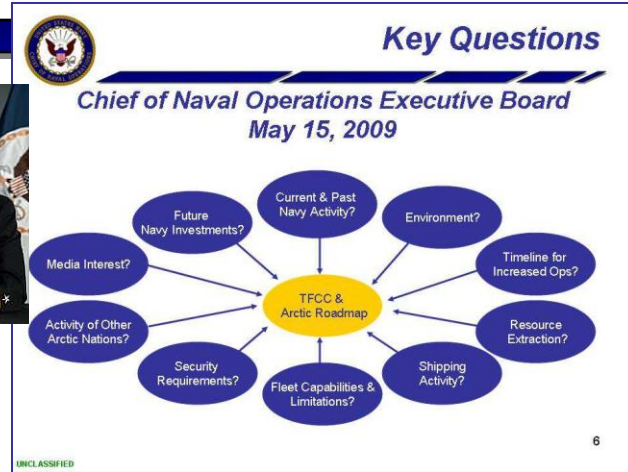 Key Questions
Chief of Naval Operations Executive Board
May 15, 2009
Current & Past
Navy Activity?
Future
Navy Investments?
Environment?
Media Interest?
Timeline for
Increased Ops?
TFCC &
Arctic Roadmap
Activity of Other
Arctic Nations?
Resource
Extraction?
Security
Requirements?
Shipping
Activity?
Fleet Capabilities &
Limitations?
6
UNCLASSIFIED